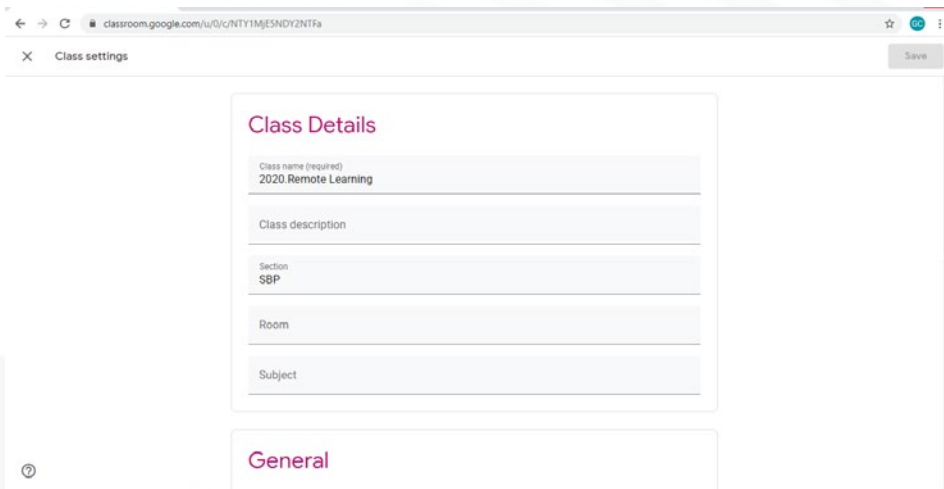 classroom.google.com/u/0/c/NTY1MjE5NDY2NTFa
GC
Class settings
Save
Class Details
Class name (required)
2020.Remote Learning
Class description
Section
SBP
Room
Subject
General